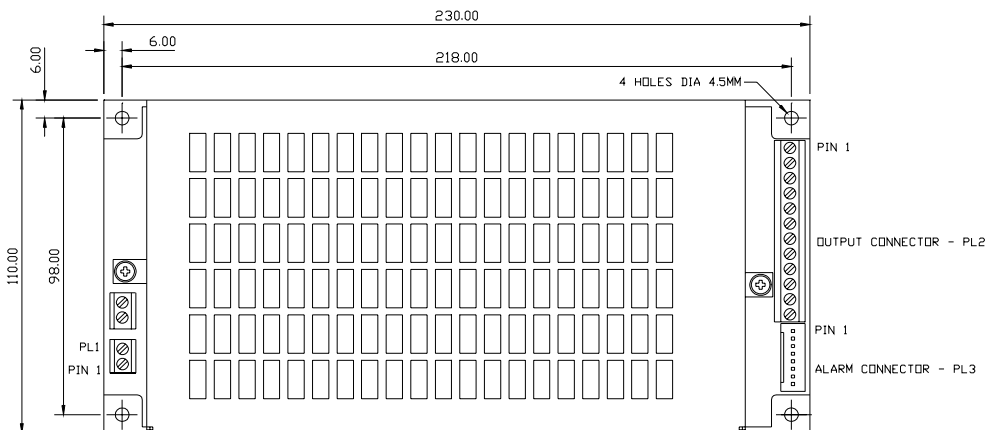 230.00
6.00
218.00
6.00
4 HOLES DIA 4.5MM
PIN 1
110.00
98.00
OUTPUT CONNECTOR - PL2
PL1
PIN 1
PIN 1
ALARM CONNECTOR - PL3